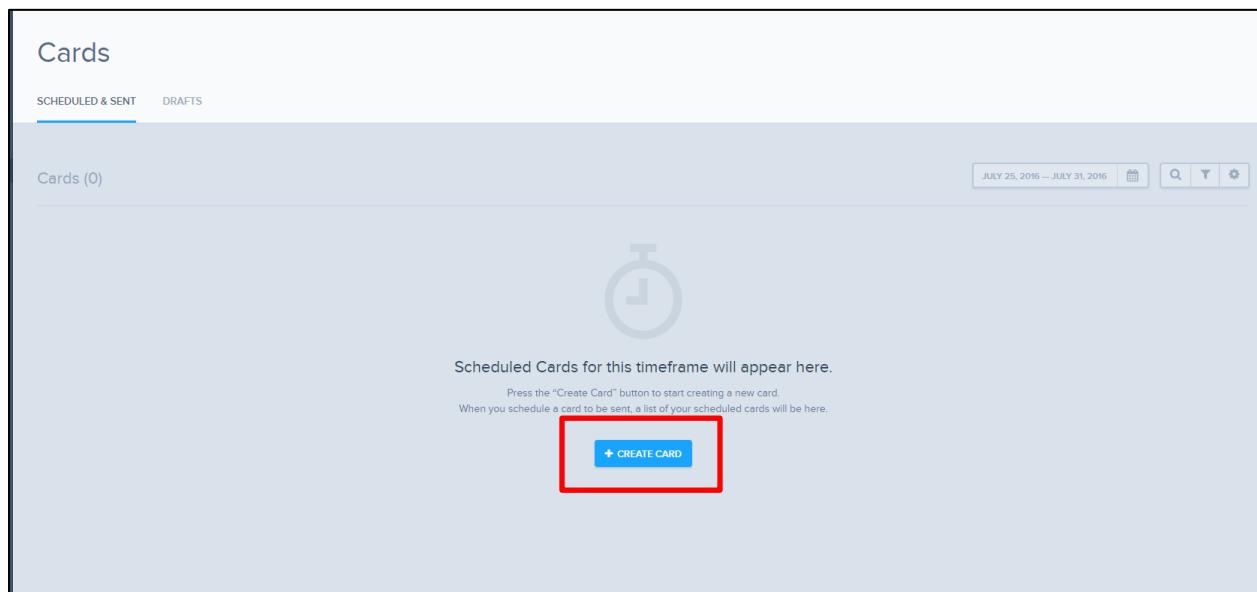 Cards
SCHEDULED & SENT DRAFTS
Cards (0)
JULY 25, 2016 — JULY 31, 2016
Scheduled Cards for this timeframe will appear here.
Press the “Create Card” button to start creating a new card.
When you schedule a card to be sent, a list of your scheduled cards will be here.
+ CREATE CARD